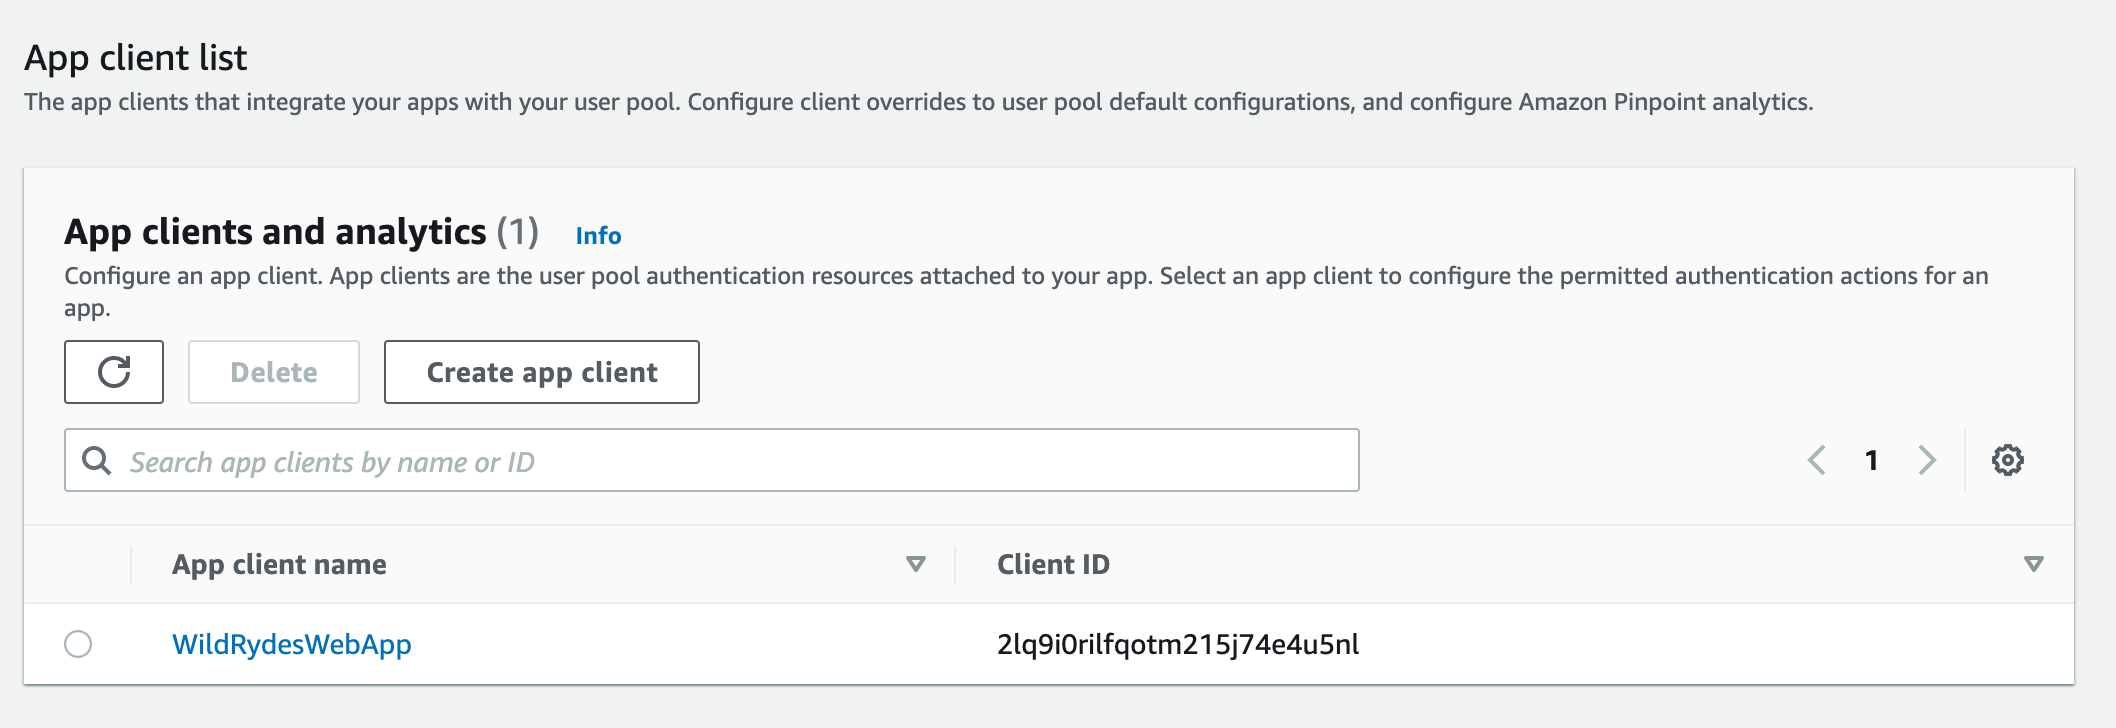 App client list
The app clients that integrate your apps with your user pool. Configure client overrides to user pool default configurations, and configure Amazon Pinpoint analytics.
App clients and analytics (1) Info
Configure an app client. App clients are the user pool authentication resources attached to your app. Select an app client to configure the permitted authentication actions for an
app.
Delete Create app client
Search app clients by name or ID 1
App client name Client ID
WildRydesWebApp 2lq9i0rilfqotm215j74e4u5nl